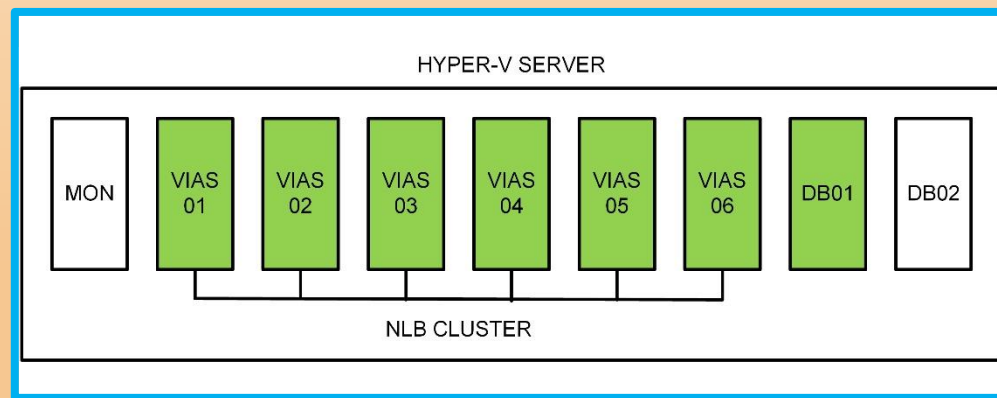 HYPER-V SERVER
MON
VIAS
01
VIAS
02
VIAS
03
VIAS
04
VIAS
05
VIAS
06
DB01
DB02
NLB CLUSTER